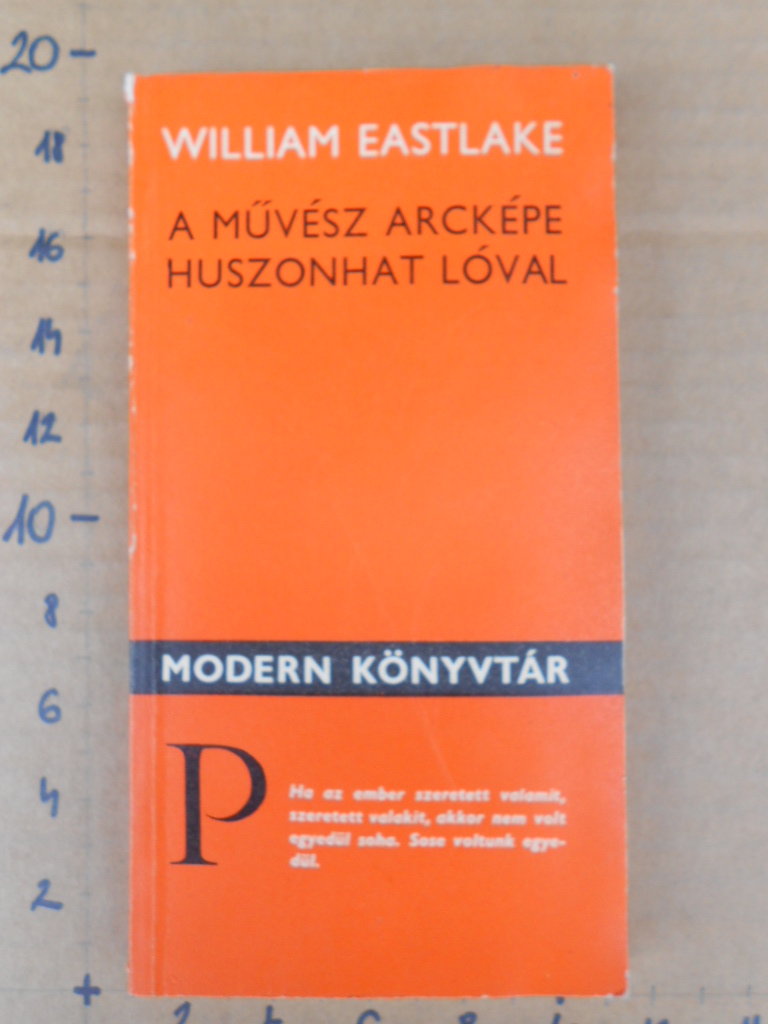 20
18
16
14
12
10
8
6
4
2
WILLIAM EASTLAKE
A MŰVÉSZ ARCKÉPE
HUSZONHAT LÓVAL
MODERN KÖNYVTÁR
P
Ha az ember szeretett valamit,
szeretett valakit, akkor nem volt
egyedül soha. Sose voltunk egye-
dül.